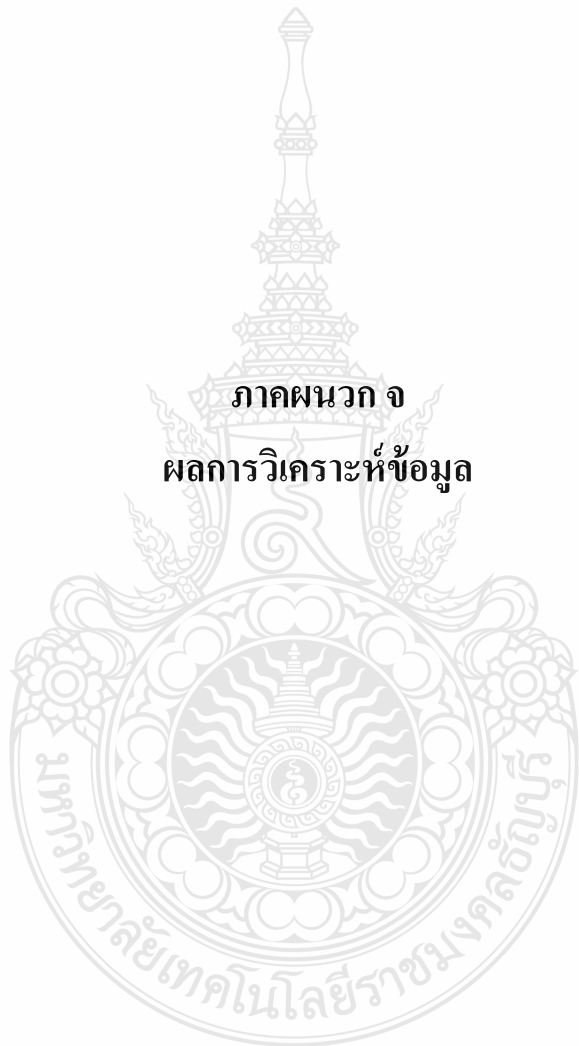 ภาคผนวก จ
ผลการวิเคราะห์ข้อมูล
มหาวิทยาลัยเทคโนโลยีราชมงคลธัญบุรี